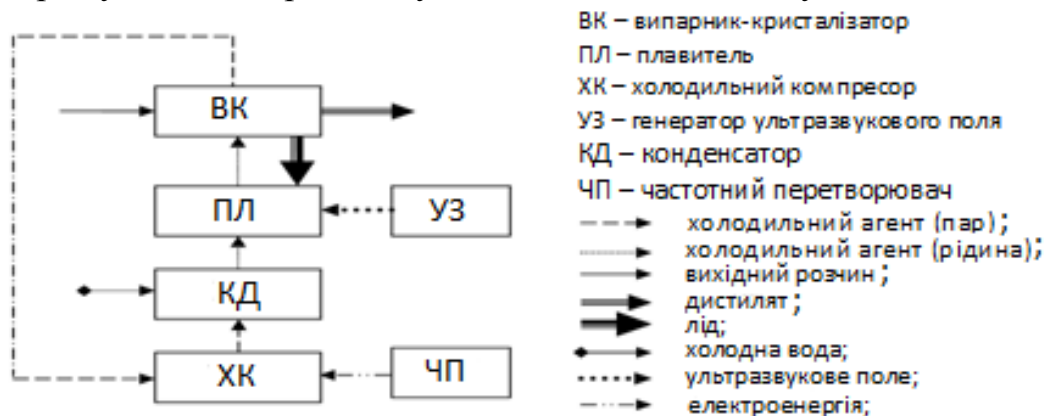 ВК – випарник-кристалізатор
ПЛ – плавитель
ХК – холодильний компресор
УЗ – генератор ультразвукового поля
КД – конденсатор
ЧП – частотний перетворювач
холодильний агент (пар);
холодильний агент (рідина);
вихідний розчин;
дистилят;
лід;
холодна вода;
ультразвукове поле;
електроенергія;
ВК
ПЛ
УЗ
КД
ХК
ЧП